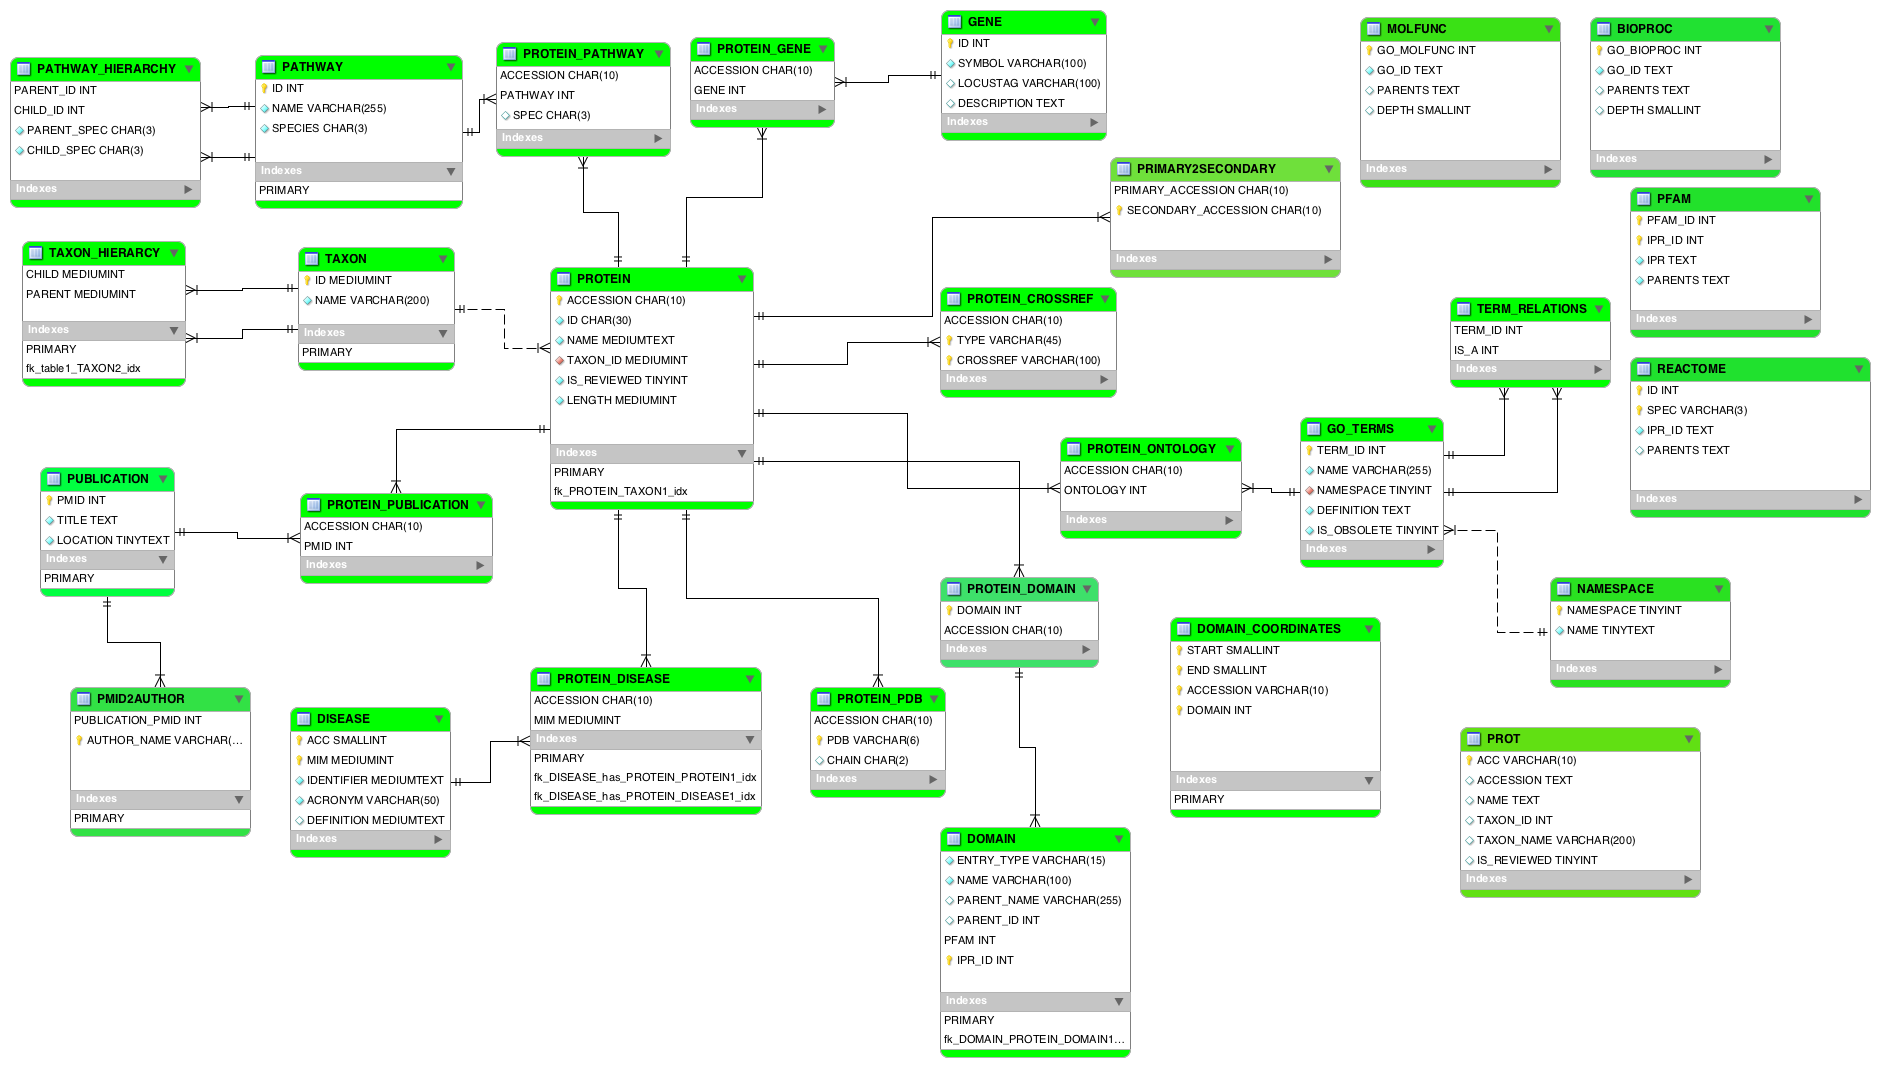 PATHWAY_HIERARCHY
PARENT_ID INT
CHILD_ID INT
PARENT_SPEC CHAR(3)
CHILD_SPEC CHAR(3)
Indexes
PATHWAY
ID INT
NAME VARCHAR(255)
SPECIES CHAR(3)
Indexes
PRIMARY
PROTEIN_PATHWAY
ACCESSION CHAR(10)
PATHWAY INT
SPEC CHAR(3)
Indexes
PROTEIN_GENE
ACCESSION CHAR(10)
GENE INT
Indexes
GENE
ID INT
SYMBOL VARCHAR(100)
LOCUSTAG VARCHAR(100)
DESCRIPTION TEXT
Indexes
MOLFUNC
GO_MOLFUNC INT
GO_ID TEXT
PARENTS TEXT
DEPTH SMALLINT
Indexes
BIOPROC
GO_BIOPROC INT
GO_ID TEXT
PARENTS TEXT
DEPTH SMALLINT
Indexes
PRIMARY2SECONDARY
PRIMARY_ACCESSION CHAR(10)
SECONDARY_ACCESSION CHAR(10)
Indexes
PFAM
PFAM_ID INT
IPR_ID INT
IPR TEXT
PARENTS TEXT
Indexes
TAXON_HIERARCY
CHILD MEDIUMINT
PARENT MEDIUMINT
Indexes
PRIMARY
fk_table1_TAXON2_idx
TAXON
ID MEDIUMINT
NAME VARCHAR(200)
Indexes
PRIMARY
PROTEIN
ACCESSION CHAR(10)
ID CHAR(30)
NAME MEDIUMTEXT
TAXON_ID MEDIUMINT
IS_REVIEWED TINYINT
LENGTH MEDIUMINT
Indexes
PRIMARY
fk_PROTEIN_TAXON1_idx
PROTEIN_CROSSREF
ACCESSION CHAR(10)
TYPE VARCHAR(45)
CROSSREF VARCHAR(100)
Indexes
TERM_RELATIONS
TERM_ID INT
IS_A INT
Indexes
REACTOME
ID INT
SPEC VARCHAR(3)
IPR_ID TEXT
PARENTS TEXT
Indexes
PUBLICATION
PMID INT
TITLE TEXT
LOCATION TINYTEXT
Indexes
PRIMARY
PROTEIN_PUBLICATION
ACCESSION CHAR(10)
PMID INT
Indexes
PROTEIN_ONTOLOGY
ACCESSION CHAR(10)
ONTOLOGY INT
Indexes
GO_TERMS
TERM_ID INT
NAME VARCHAR(255)
NAMESPACE TINYINT
DEFINITION TEXT
IS_OBSOLETE TINYINT
Indexes
PROTEIN_DOMAIN
DOMAIN INT
ACCESSION CHAR(10)
Indexes
NAMESPACE
NAMESPACE TINYINT
NAME TINYTEXT
Indexes
DOMAIN_COORDINATES
START SMALLINT
END SMALLINT
ACCESSION VARCHAR(10)
DOMAIN INT
Indexes
PRIMARY
PMID2AUTHOR
PUBLICATION_PMID INT
AUTHOR_NAME VARCHAR(...
Indexes
PRIMARY
DISEASE
ACC SMALLINT
MIM MEDIUMINT
IDENTIFIER MEDIUMTEXT
ACRONYM VARCHAR(50)
DEFINITION MEDIUMTEXT
Indexes
PROTEIN_DISEASE
ACCESSION CHAR(10)
MIM MEDIUMINT
Indexes
PRIMARY
fk_DISEASE_has_PROTEIN_PROTEIN1_idx
fk_DISEASE_has_PROTEIN_DISEASE1_idx
PROTEIN_PDB
ACCESSION CHAR(10)
PDB VARCHAR(6)
CHAIN CHAR(2)
Indexes
PROT
ACC VARCHAR(10)
ACCESSION TEXT
NAME TEXT
TAXON_ID INT
TAXON_NAME VARCHAR(200)
IS_REVIEWED TINYINT
Indexes
DOMAIN
ENTRY_TYPE VARCHAR(15)
NAME VARCHAR(100)
PARENT_NAME VARCHAR(255)
PARENT_ID INT
PFAM INT
IPR_ID INT
Indexes
PRIMARY
fk_DOMAIN_PROTEIN_DOMAIN1...